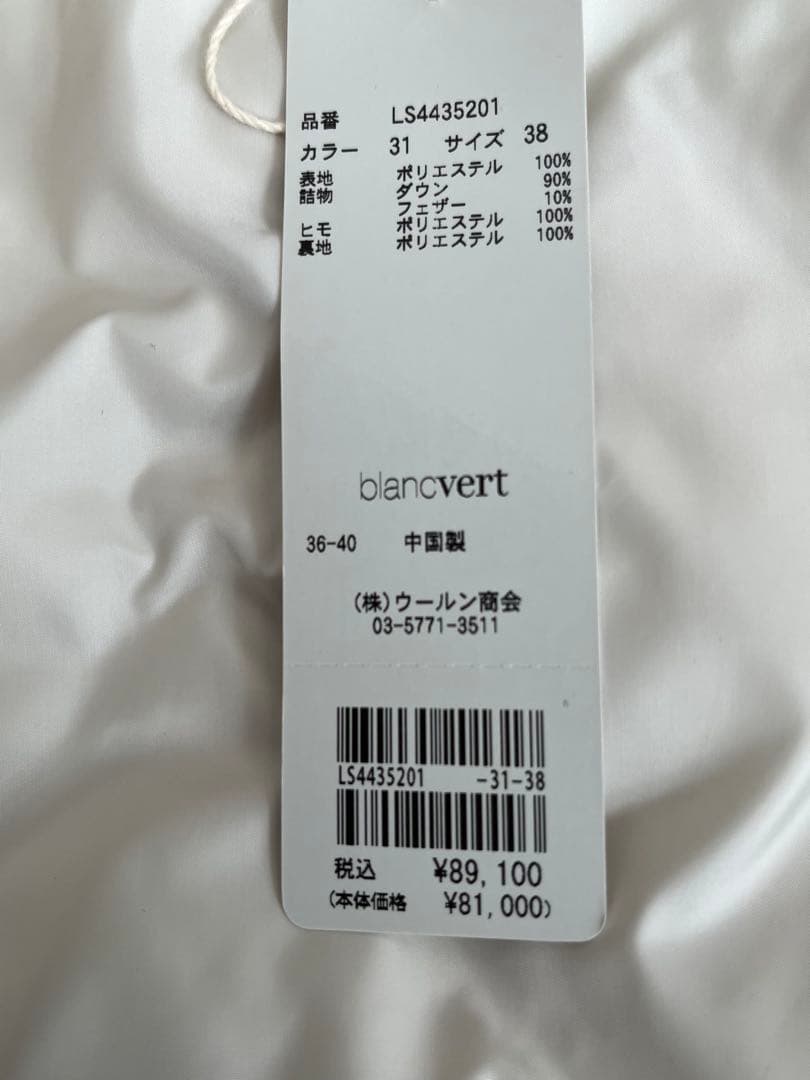 品番 LS4435201
カラー 31 サイズ 38
表地 ポリエステル 100%
詰物 ダウン 90%
フェザー 10%
ヒモ ポリエステル 100%
裏地 ポリエステル 100%
blancvert
36-40 中国製
(株)ウールン商会
03-5771-3511
LS4435201 -31-38
税込 ¥89,100
(本体価格 ¥81,000)